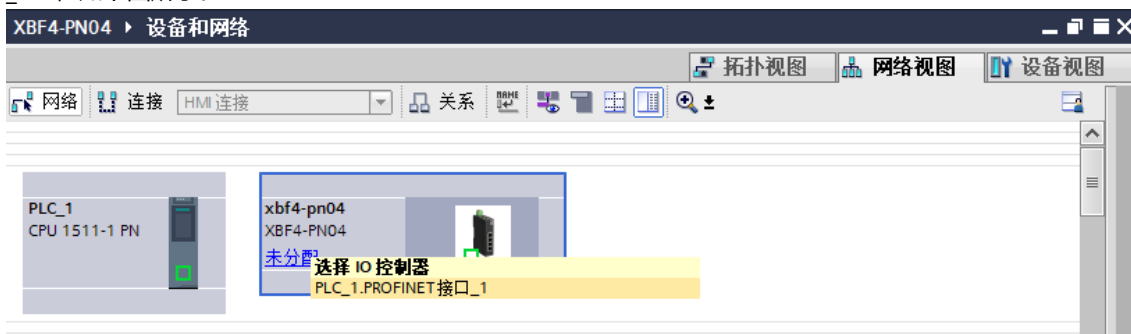 XBF4-PN04 ▸ 设备和网络
拓扑视图 网络视图 设备视图
网络 连接 HMI 连接 关系
PLC_1
CPU 1511-1 PN
xbf4-pn04
XBF4-PN04
未分配
选择 IO 控制器
PLC_1.PROFINET接口_1